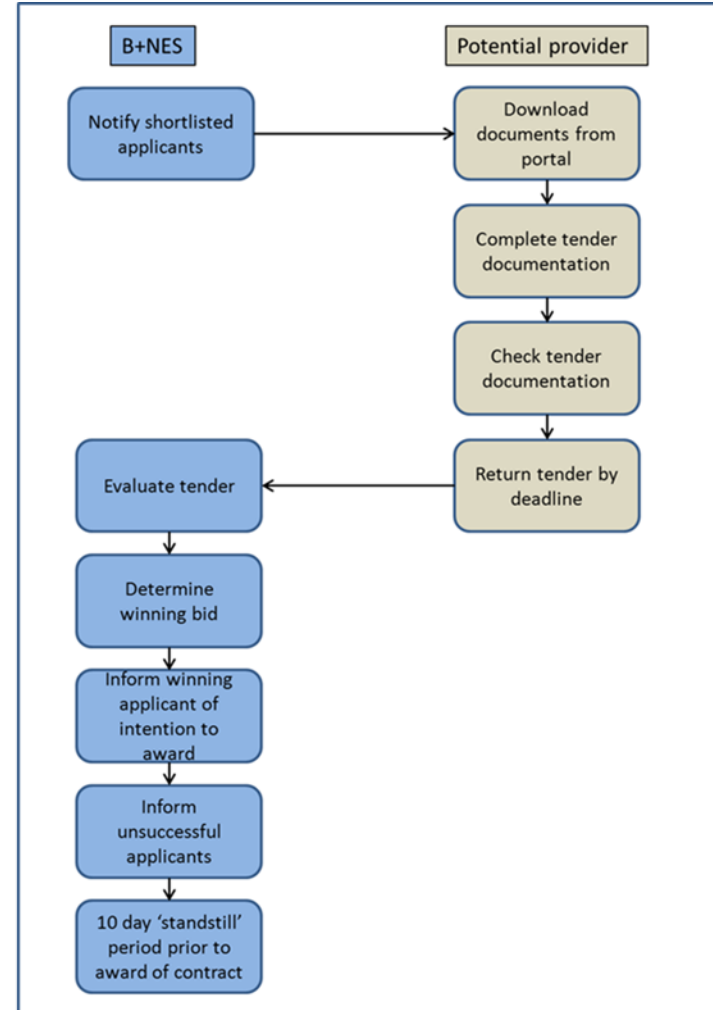 B+NES
Potential provider
Notify shortlisted
applicants
Download
documents from
portal
Complete tender
documentation
Check tender
documentation
Return tender by
deadline
Evaluate tender
Determine
winning bid
Inform winning
applicant of
intention to
award
Inform
unsuccessful
applicants
10 day ‘standstill’
period prior to
award of contract